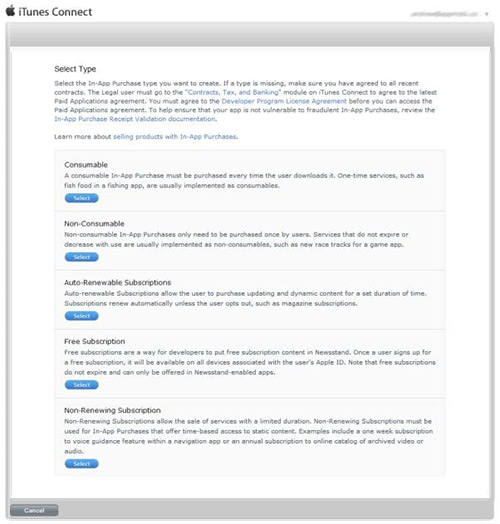 iTunes Connect
Select Type
Select the In-App Purchase type you want to create. If a type is missing, make sure you have agreed to all recent
contracts. The Legal user must go to the "Contracts, Tax, and Banking" module on iTunes Connect to agree to the latest
Paid Applications agreement. You must agree to the Developer Program License Agreement before you can access the
Paid Applications agreement. To help ensure that your app is not vulnerable to fraudulent In-App Purchases, review the
In-App Purchase Receipt Validation documentation.
Learn more about selling products with In-App Purchases.
Consumable
A consumable In-App Purchase must be purchased every time the user downloads it. One-time services, such as
fish food in a fishing app, are usually implemented as consumables.
Select
Non-Consumable
Non-consumable In-App Purchases only need to be purchased once by users. Services that do not expire or
decrease with use are usually implemented as non-consumables, such as new race tracks for a game app.
Select
Auto-Renewable Subscriptions
Auto-renewable Subscriptions allow the user to purchase updating and dynamic content for a set duration of time.
Subscriptions renew automatically unless the user opts out, such as magazine subscriptions.
Select
Free Subscription
Free subscriptions are a way for developers to put free subscription content in Newsstand. Once a user signs up for
a free subscription, it will be available on all devices associated with the user's Apple ID. Note that free subscriptions
do not expire and can only be offered in Newsstand-enabled apps.
Select
Non-Renewing Subscription
Non-Renewing Subscriptions allow the sale of services with a limited duration. Non-Renewing Subscriptions must be
used for In-App Purchases that offer time-based access to static content. Examples include a one week subscription
to voice guidance feature within a navigation app or an annual subscription to online catalog of archived video or
audio.
Select
Cancel